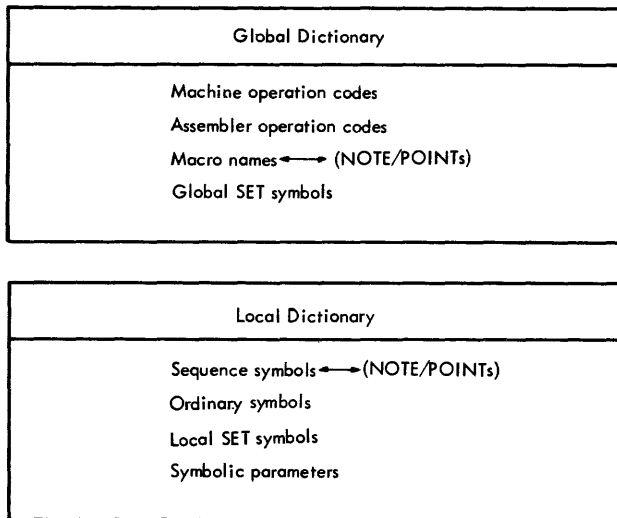 Global Dictionary
Machine operation codes
Assembler operation codes
Macro names ←→ (NOTE/POINTs)
Global SET symbols
Local Dictionary
Sequence symbols ←→ (NOTE/POINTs)
Ordinary symbols
Local SET symbols
Symbolic parameters